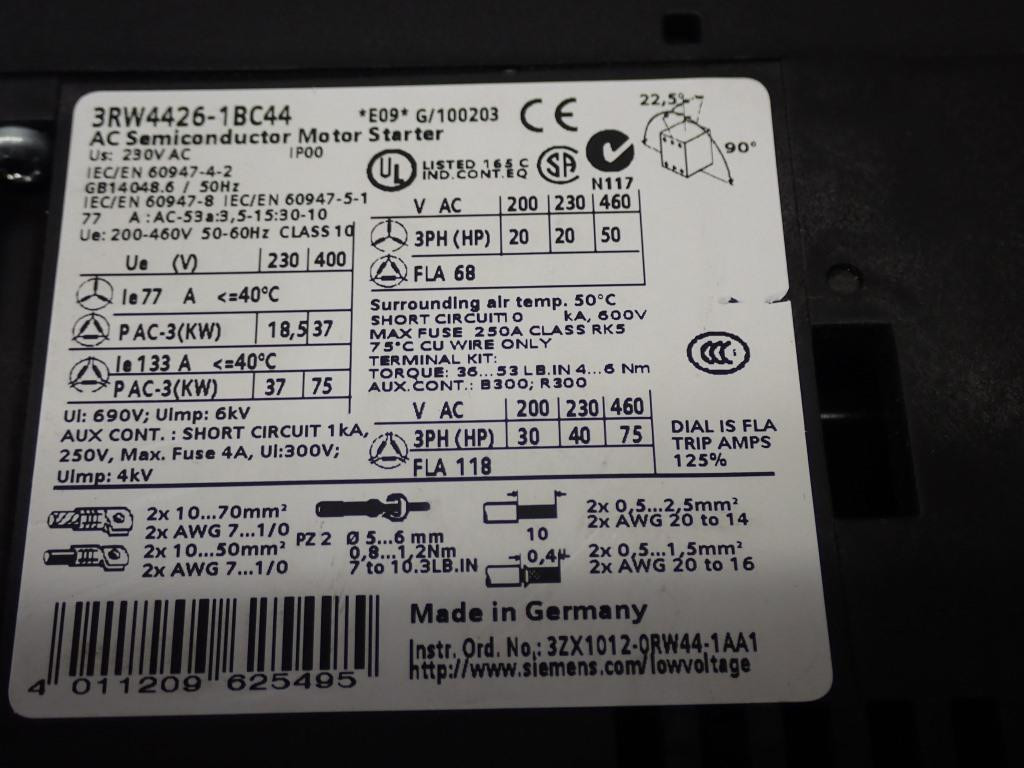 3RW4426-1BC44 *E09* G/100203 CE
AC Semiconductor Motor Starter
Us: 230V AC IP00
IEC/EN 60947-4-2
GB14048.6 / 50Hz
IEC/EN 60947-8 IEC/EN 60947-5-1
77 A : AC-53a:3,5-15:30-10
Ue: 200-460V 50-60Hz CLASS 10
Ue (V) 230 400
Ie 77 A <=40°C
P AC-3(KW) 18,5 37
Ie 133 A <=40°C
P AC-3(KW) 37 75
Ui: 690V; Uimp: 6kV
AUX CONT. : SHORT CIRCUIT 1kA,
250V, Max. Fuse 4A, Ui:300V;
Uimp: 4kV
UL LISTED 165 C
IND.CONT.EQ
SA
N117
22,5°
90°
V AC 200 230 460
3PH (HP) 20 20 50
FLA 68
Surrounding air temp. 50°C
SHORT CIRCUIT 10 kA, 600V
MAX FUSE 250A CLASS RK5
75°C CU WIRE ONLY
TERMINAL KIT:
TORQUE: 36...53 LB.IN 4...6 Nm
AUX.CONT.: B300; R300
V AC 200 230 460
3PH (HP) 30 40 75
FLA 118
CCC
DIAL IS FLA
TRIP AMPS
125%
2x 10...70mm²
2x AWG 7...1/0
2x 10...50mm²
2x AWG 7...1/0
PZ 2 Ø 5...6 mm
0,8...1,2Nm
7 to 10.3LB.IN
10
2x 0,5...2,5mm²
2x AWG 20 to 14
0,4
2x 0,5...1,5mm²
2x AWG 20 to 16
4 011209 625495
Made in Germany
Instr. Ord. No.: 3ZX1012-0RW44-1AA1
http://www.siemens.com/lowvoltage